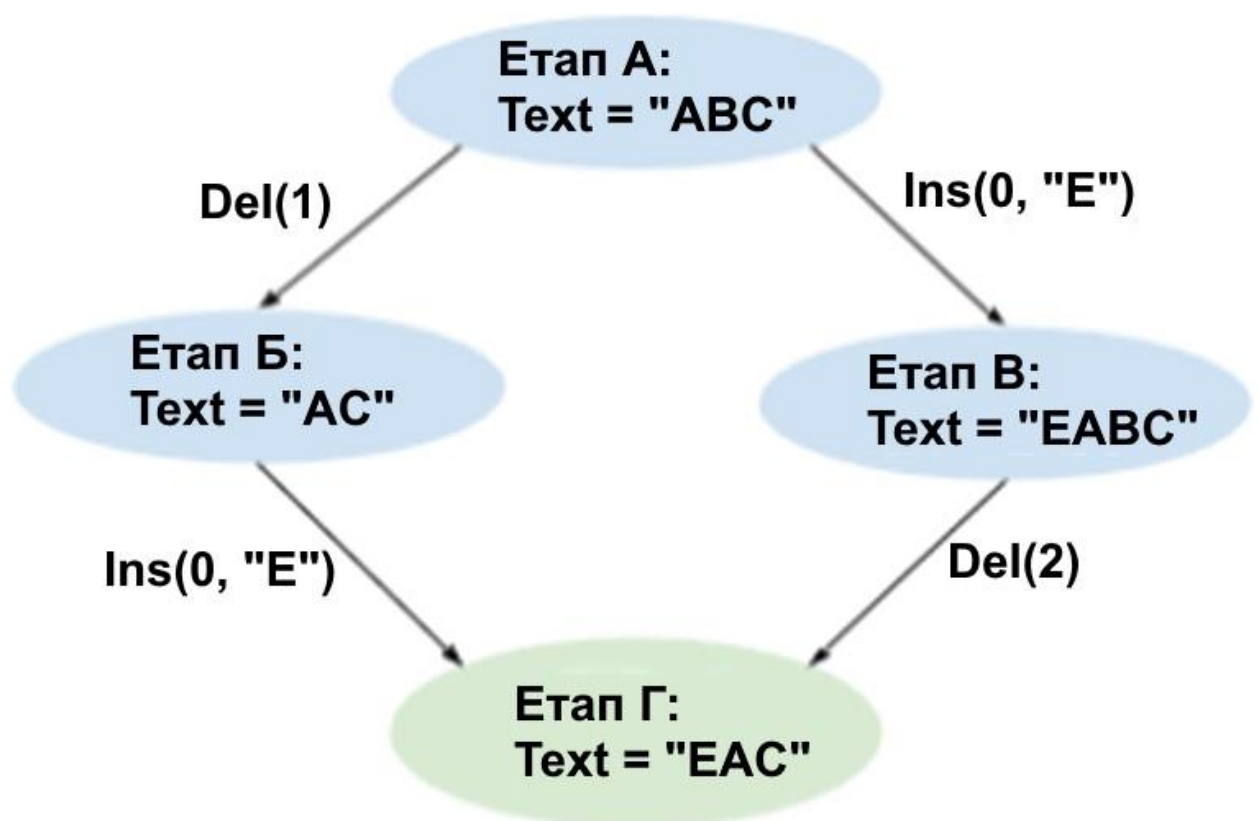 Етап А:
Text = "ABC"
Del(1)
Ins(0, "E")
Етап Б:
Text = "AC"
Етап В:
Text = "EABC"
Ins(0, "E")
Del(2)
Етап Г:
Text = "EAC"